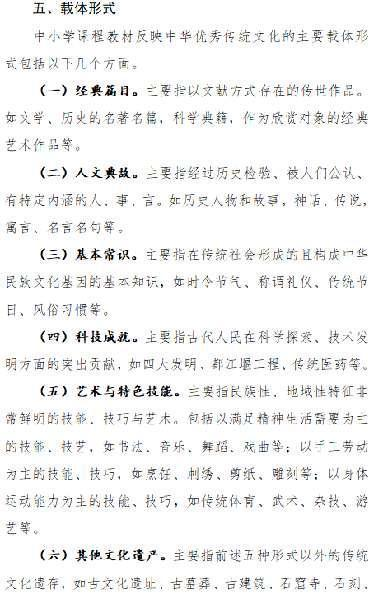 五、载体形式
中小学课程教材反映中华优秀传统文化的主要载体形
式包括以下几个方面。
（一）经典篇目。主要指以文献方式存在的传世作品。
如文学、历史的名著名篇，科学典籍，作为欣赏对象的经典
艺术作品等。
（二）人文典故。主要指经过历史检验、被人们公认、
有特定内涵的人、事、言。如历史人物和故事，神话，传说，
寓言、名言名句等。
（三）基本常识。主要指在传统社会形成的且构成中华
民族文化基因的基本知识，如时令节气、称谓礼仪、传统节
日、风俗习惯等。
（四）科技成就。主要指古代人民在科学探索、技术发
明方面的突出贡献，如四大发明，都江堰工程，传统医药等。
（五）艺术与特色技能。主要指民族性、地域性特征非
常鲜明的技能、技巧与艺术。包括以满足精神生活需要为主
的技能、技艺，如书法、音乐、舞蹈、戏曲等；以手工劳动
为主的技能、技巧，如烹饪、刺绣、剪纸、雕刻等；以身体
运动能力为主的技能、技巧，如传统体育、武术、杂技、游
艺等。
（六）其他文化遗产。主要指前述五种形式以外的传统
文化遗存，如古文化遗址，古墓葬，古建筑，石窟寺，石刻、